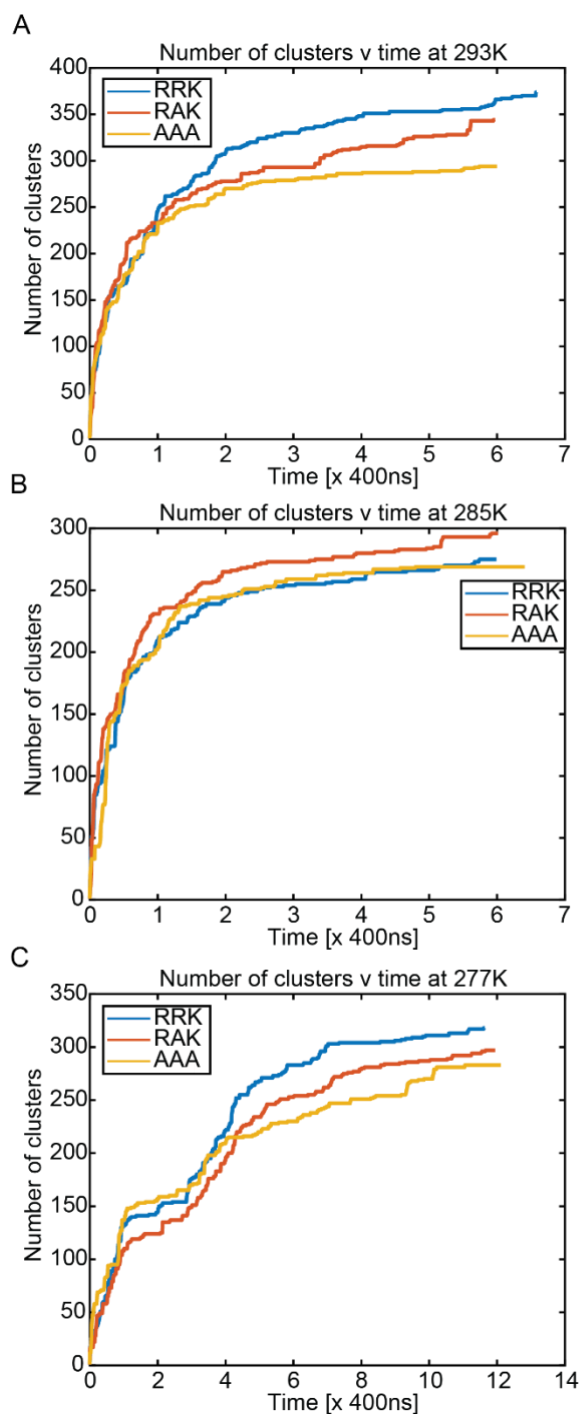 A
Number of clusters v time at 293K
400
350
300
250
200
150
100
50
0
Number of clusters
RRK
RAK
AAA
0 1 2 3 4 5 6 7
Time [x 400ns]
B
Number of clusters v time at 285K
300
250
200
150
100
50
0
Number of clusters
RRK
RAK
AAA
0 1 2 3 4 5 6 7
Time [x 400ns]
C
Number of clusters v time at 277K
350
300
250
200
150
100
50
0
Number of clusters
RRK
RAK
AAA
0 2 4 6 8 10 12 14
Time [x 400ns]